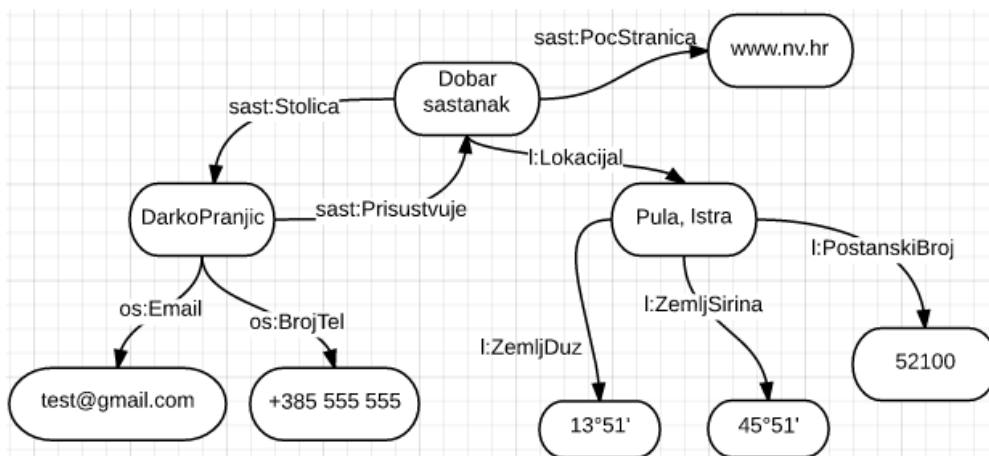 sast:PocStranica
www.nv.hr
Dobar
sastanak
sast:Stolica
l:Lokacijal
DarkoPranjic
sast:Prisustvuje
Pula, Istra
l:PostanskiBroj
os:Email
os:BrojTel
l:ZemljSirina
l:ZemljDuz
52100
test@gmail.com
+385 555 555
13°51'
45°51'